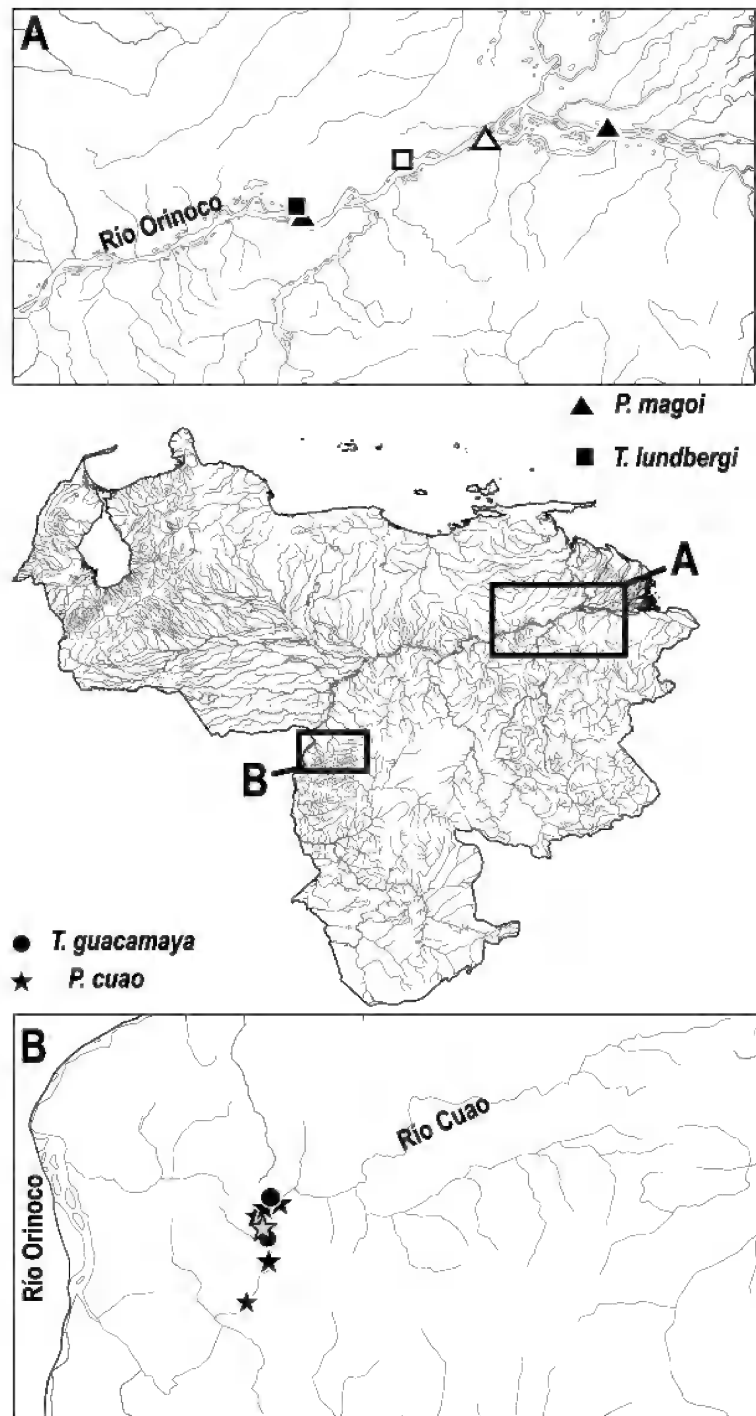 A
Río Orinoco
P. magoi
T. lundbergi
A
B
T. guacamaya
P. cuao
B
Río Cuao
Río Orinoco